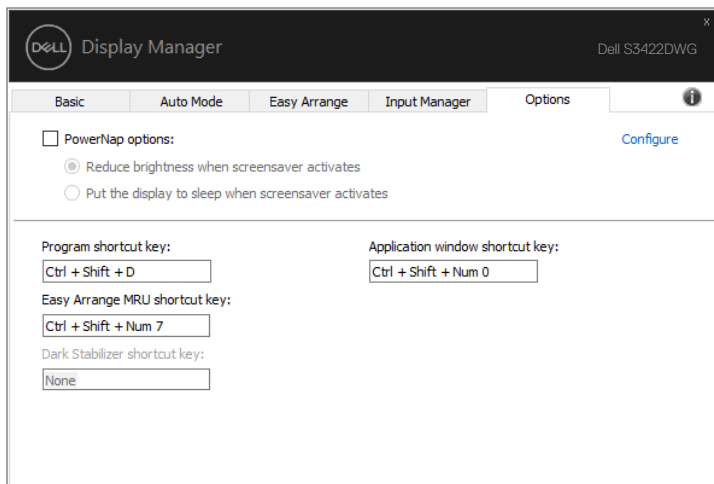 x
DELL
Display Manager
Dell S3422DWG
Basic
Auto Mode
Easy Arrange
Input Manager
Options
i
PowerNap options:
Configure
Reduce brightness when screensaver activates
Put the display to sleep when screensaver activates
Program shortcut key:
Application window shortcut key:
Ctrl + Shift + D
Ctrl + Shift + Num 0
Easy Arrange MRU shortcut key:
Ctrl + Shift + Num 7
Dark Stabilizer shortcut key:
None